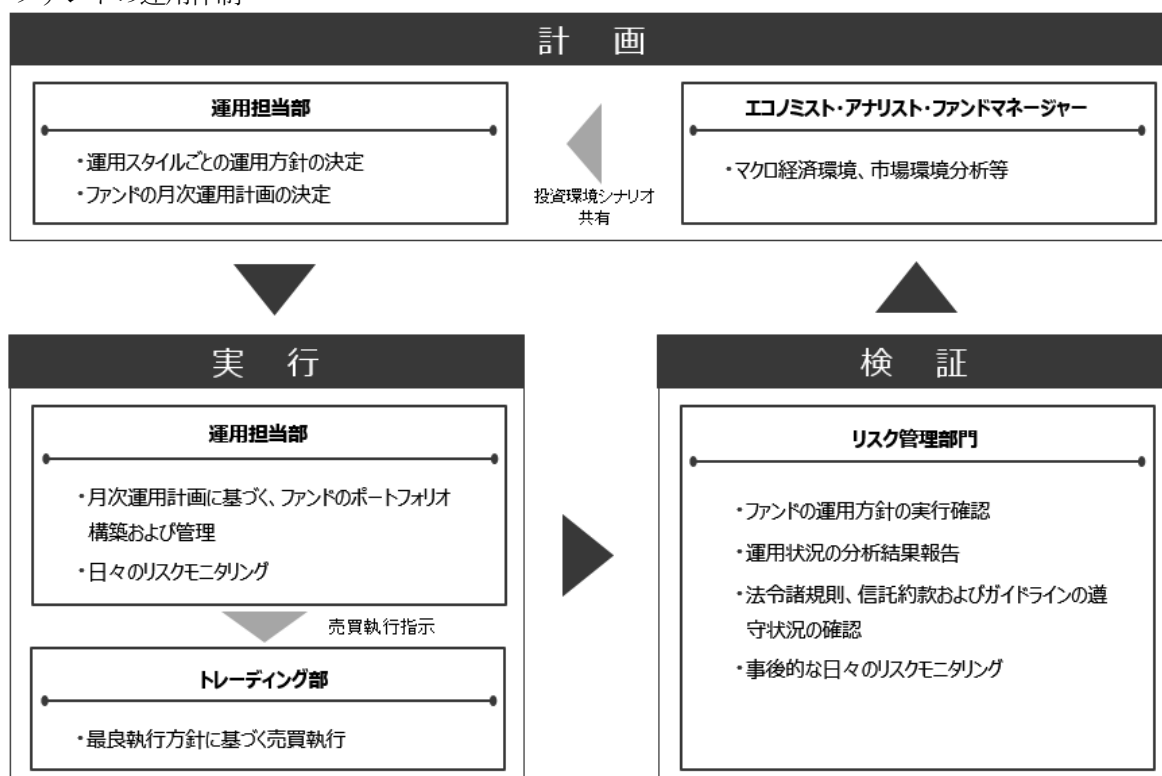 ファンドの運用体制
計 画
運用担当部
・運用スタイルごとの運用方針の決定
・ファンドの月次運用計画の決定
投資環境シナリオ
共有
エコノミスト・アナリスト・ファンドマネージャー
・マクロ経済環境、市場環境分析等
実 行
運用担当部
・月次運用計画に基づく、ファンドのポートフォリオ
構築および管理
・日々のリスクモニタリング
売買執行指示
トレーディング部
・最良執行方針に基づく売買執行
検 証
リスク管理部門
・ファンドの運用方針の実行確認
・運用状況の分析結果報告
・法令諸規則、信託約款およびガイドラインの遵
守状況の確認
・事後的な日々のリスクモニタリング